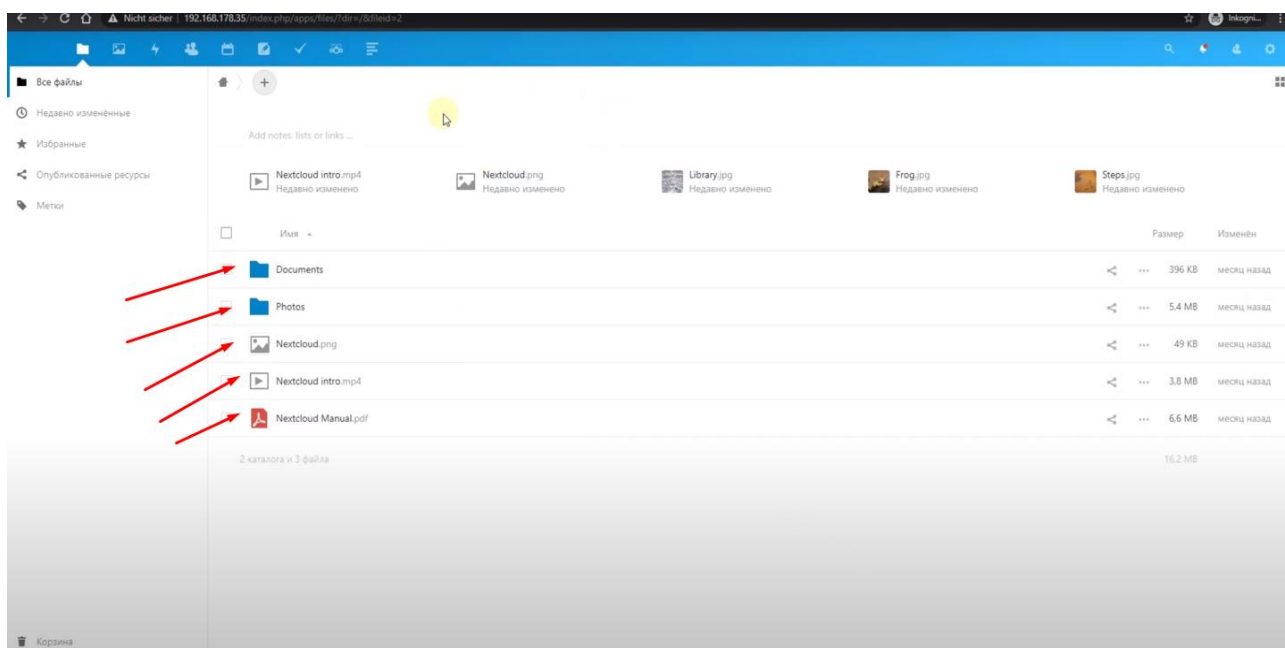 Nicht sicher | 192.168.178.35/index.php/apps/files/?dir=/&fileid=2
Inkogni...
Все файлы
Недавно изменённые
Избранные
Опубликованные ресурсы
Метки
Add notes, lists or links ...
Nextcloud intro.mp4
Недавно изменено
Nextcloud.png
Недавно изменено
Library.jpg
Недавно изменено
Frog.jpg
Недавно изменено
Steps.jpg
Недавно изменено
Имя Размер Изменён
Documents 396 KB месяц назад
Photos 5,4 MB месяц назад
Nextcloud.png 49 KB месяц назад
Nextcloud intro.mp4 3,8 MB месяц назад
Nextcloud Manual.pdf 6,6 MB месяц назад
2 каталога и 3 файла 16.2 MB
Корзина